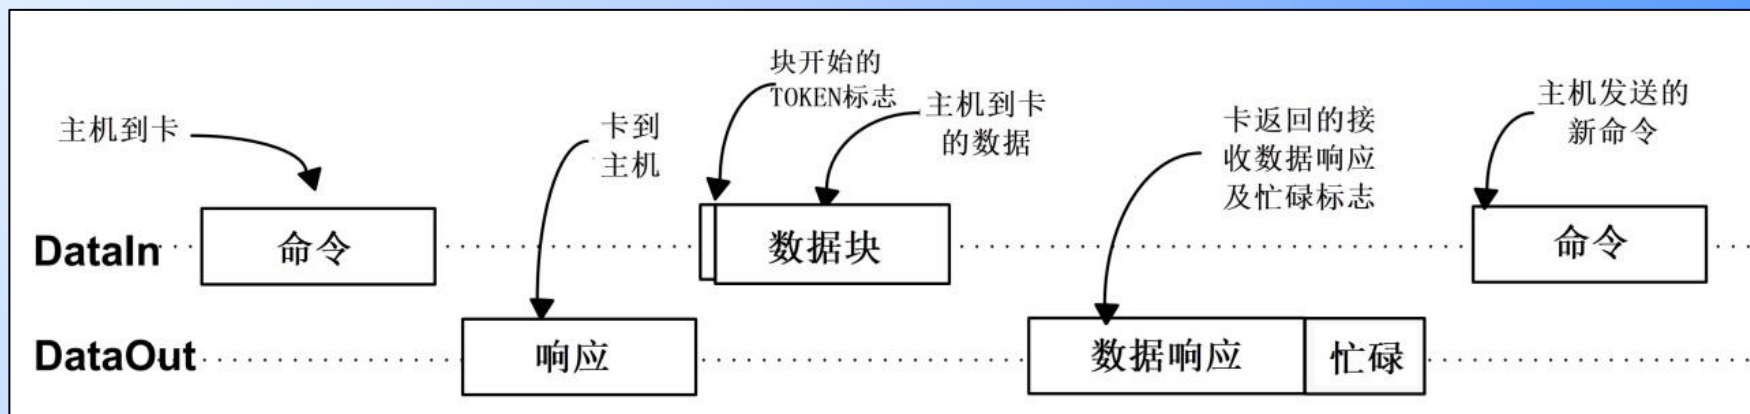 块开始的
TOKEN标志
主机到卡
的数据
主机发送的
新命令
主机到卡
卡到
主机
卡返回的接
收数据响应
及忙碌标志
DataIn 命令 数据块 命令
DataOut 响应 数据响应 忙碌